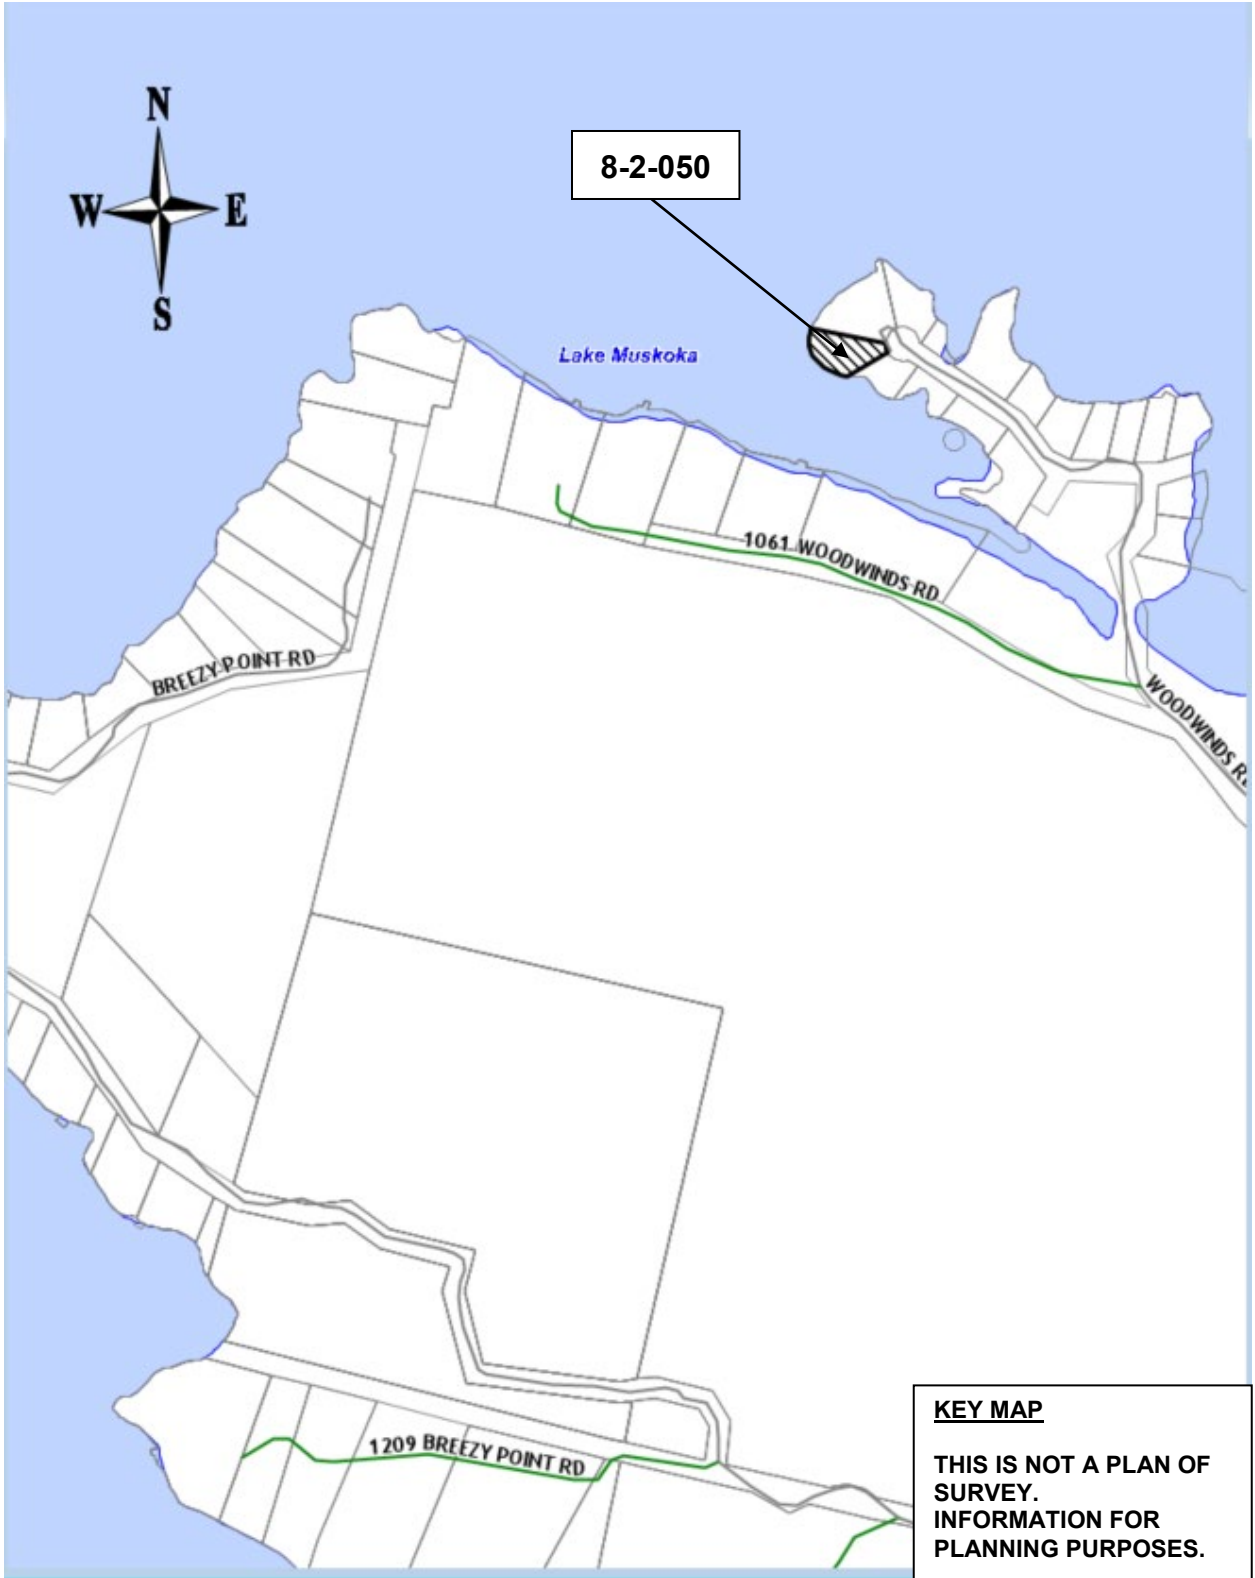 N
W E
S
8-2-050
Lake Muskoka
1061 WOODWINDS RD
BREEZY POINT RD
WOODWINDS R
1209 BREEZY POINT RD
KEY MAP
THIS IS NOT A PLAN OF
SURVEY.
INFORMATION FOR
PLANNING PURPOSES.